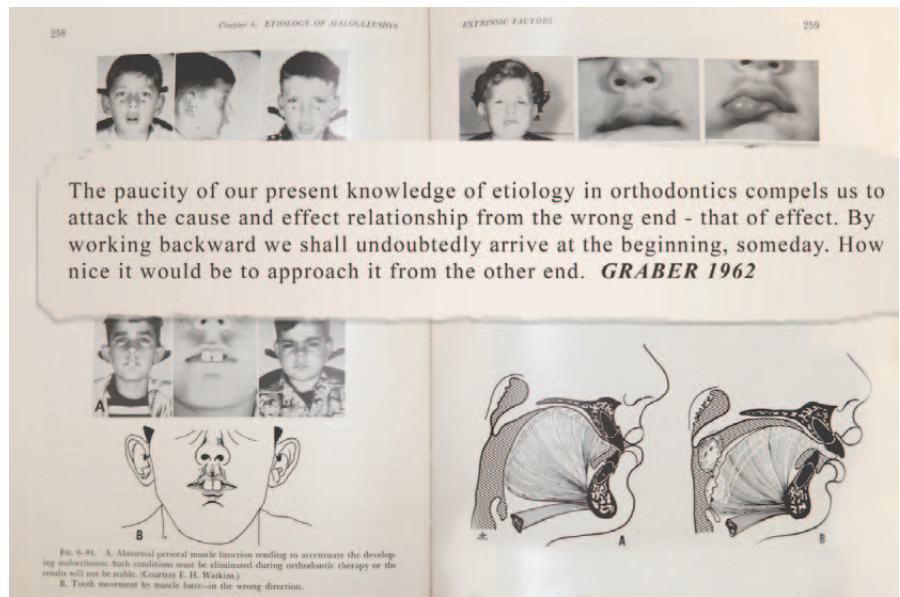 258
Chapter 6. ETIOLOGY OF MALOCCLUSION
EXTRINSIC FACTORS
259
The paucity of our present knowledge of etiology in orthodontics compels us to
attack the cause and effect relationship from the wrong end - that of effect. By
working backward we shall undoubtedly arrive at the beginning, someday. How
nice it would be to approach it from the other end. GRABER 1962
A
B
FIG. 6–84. A. Abnormal perioral muscle function tending to accentuate the develop-
ing malocclusion. Such conditions must be eliminated during orthodontic therapy or the
results will not be stable. (Courtesy E. H. Watkins.)
B. Tooth movement by muscle force—in the wrong direction.
A
B